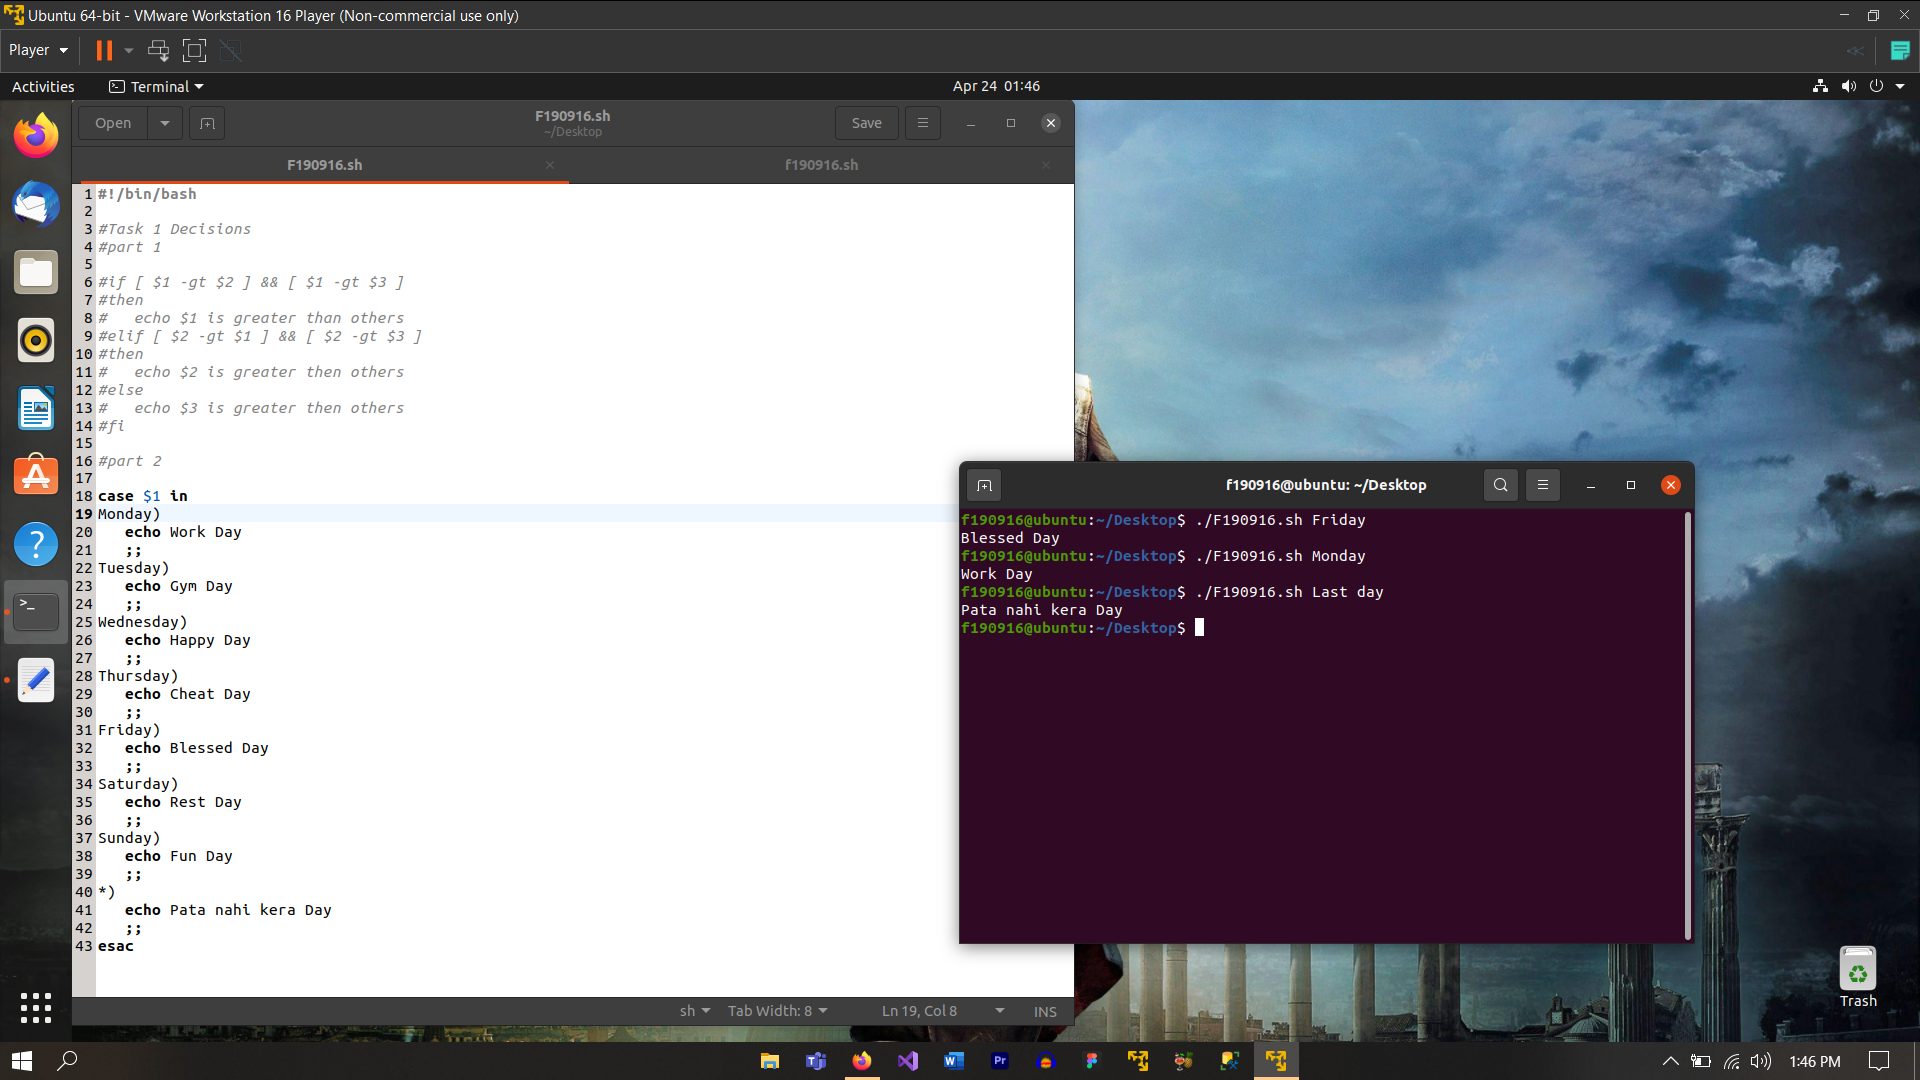 Ubuntu 64-bit - VMware Workstation 16 Player (Non-commercial use only)
Player
Activities
Terminal
Apr 24 01:46
Open
F190916.sh
~/Desktop
Save
F190916.sh
f190916.sh
1 #!/bin/bash
2
3 #Task 1 Decisions
4 #part 1
5
6 #if [ $1 -gt $2 ] && [ $1 -gt $3 ]
7 #then
8 #   echo $1 is greater than others
9 #elif [ $2 -gt $1 ] && [ $2 -gt $3 ]
10 #then
11 #   echo $2 is greater then others
12 #else
13 #   echo $3 is greater then others
14 #fi
15
16 #part 2
17
18 case $1 in
19 Monday)
20    echo Work Day
21    ;;
22 Tuesday)
23    echo Gym Day
24    ;;
25 Wednesday)
26    echo Happy Day
27    ;;
28 Thursday)
29    echo Cheat Day
30    ;;
31 Friday)
32    echo Blessed Day
33    ;;
34 Saturday)
35    echo Rest Day
36    ;;
37 Sunday)
38    echo Fun Day
39    ;;
40 *)
41    echo Pata nahi kera Day
42    ;;
43 esac
sh
Tab Width: 8
Ln 19, Col 8
INS
f190916@ubuntu: ~/Desktop
f190916@ubuntu:~/Desktop$ ./F190916.sh Friday
Blessed Day
f190916@ubuntu:~/Desktop$ ./F190916.sh Monday
Work Day
f190916@ubuntu:~/Desktop$ ./F190916.sh Last day
Pata nahi kera Day
f190916@ubuntu:~/Desktop$
Trash
1:46 PM